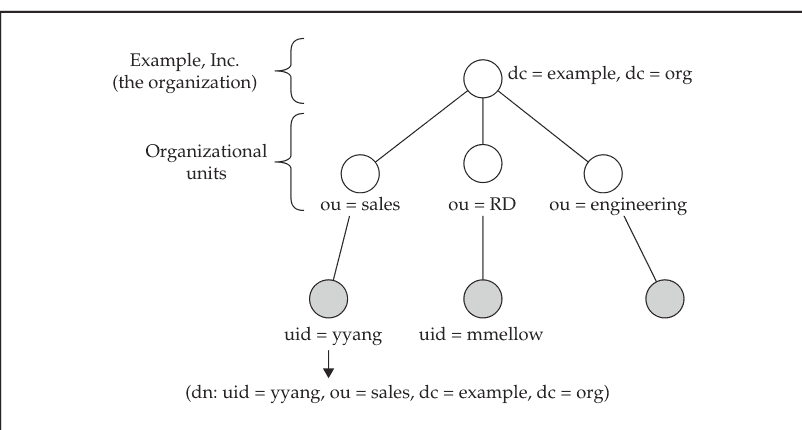 Example, Inc.
(the organization)
dc = example, dc = org
Organizational
units
ou = sales
ou = RD
ou = engineering
uid = yyang
uid = mmellow
(dn: uid = yyang, ou = sales, dc = example, dc = org)